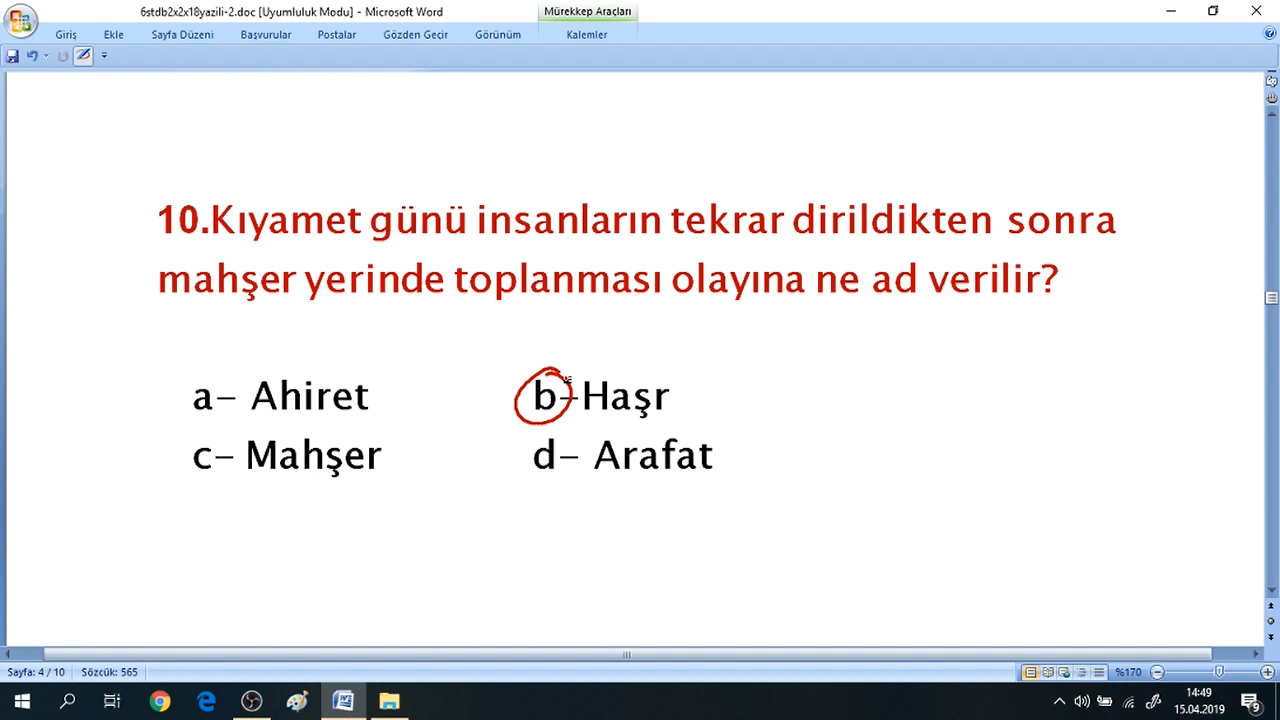 6stdb2x2x18yazili-2.doc [Uyumluluk Modu] - Microsoft Word
Mürekkep Araçları
Giriş Ekle Sayfa Düzeni Başvurular Postalar Gözden Geçir Görünüm Kalemler
10.Kıyamet günü insanların tekrar dirildikten sonra
mahşer yerinde toplanması olayına ne ad verilir?
a- Ahiret b-Haşr
c- Mahşer d- Arafat
Sayfa: 4 / 10 Sözcük: 565 %170
14:49
15.04.2019
9